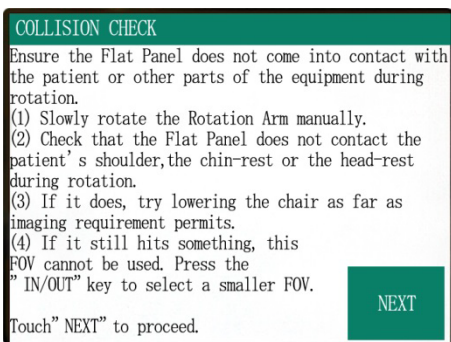 COLLISION CHECK
Ensure the Flat Panel does not come into contact with
the patient or other parts of the equipment during
rotation.
(1) Slowly rotate the Rotation Arm manually.
(2) Check that the Flat Panel does not contact the
patient's shoulder,the chin-rest or the head-rest
during rotation.
(3) If it does, try lowering the chair as far as
imaging requirement permits.
(4) If it still hits something, this
FOV cannot be used. Press the
"IN/OUT" key to select a smaller FOV.
NEXT
Touch"NEXT" to proceed.